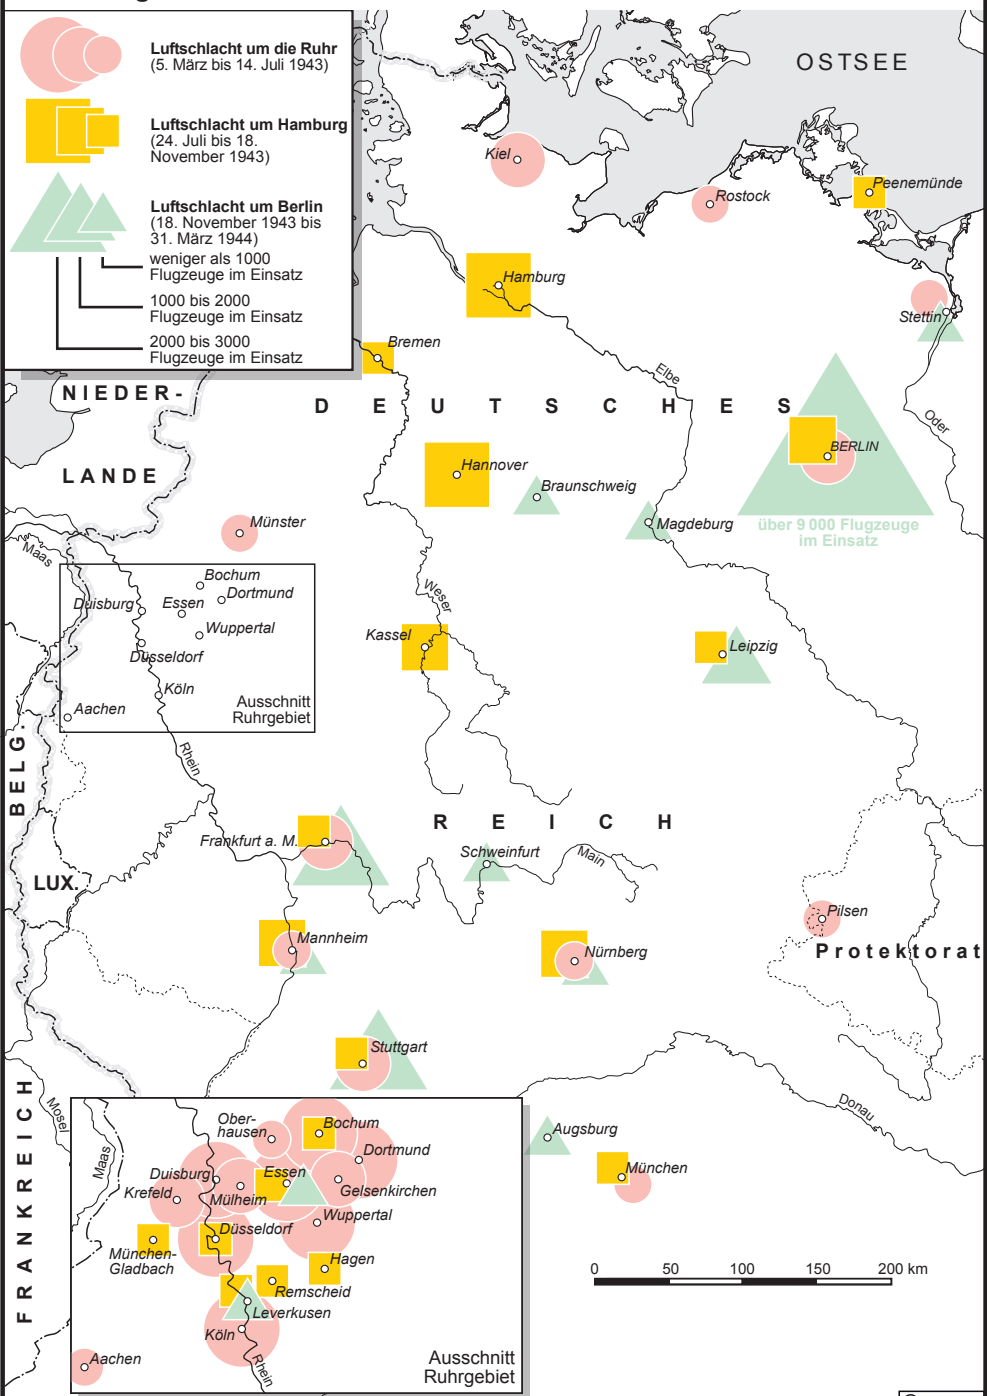 Luftschlacht um die Ruhr
(5. März bis 14. Juli 1943)
Luftschlacht um Hamburg
(24. Juli bis 18.
November 1943)
Luftschlacht um Berlin
(18. November 1943 bis
31. März 1944)
weniger als 1000
Flugzeuge im Einsatz
1000 bis 2000
Flugzeuge im Einsatz
2000 bis 3000
Flugzeuge im Einsatz
OSTSEE
Kiel
Rostock
Peenemünde
Hamburg
Stettin
Bremen
Elbe
NIEDER-
LANDE
DEUTSCHES
Oder
BERLIN
Hannover
Braunschweig
Magdeburg
über 9 000 Flugzeuge
im Einsatz
Münster
Maas
Bochum
Dortmund
Duisburg
Essen
Wuppertal
Düsseldorf
Köln
Aachen
Ausschnitt
Ruhrgebiet
Weser
Kassel
Leipzig
BELG.
Rhein
REICH
Frankfurt a. M.
Schweinfurt
Main
LUX.
Pilsen
Protektorat
Mannheim
Nürnberg
Stuttgart
FRANKREICH
Mosel
Donau
Augsburg
München
0 50 100 150 200 km
Maas
Ober-
hausen
Bochum
Dortmund
Duisburg
Essen
Krefeld
Mülheim
Gelsenkirchen
Wuppertal
Düsseldorf
München-
Gladbach
Hagen
Remscheid
Leverkusen
Köln
Aachen
Rhein
Ausschnitt
Ruhrgebiet